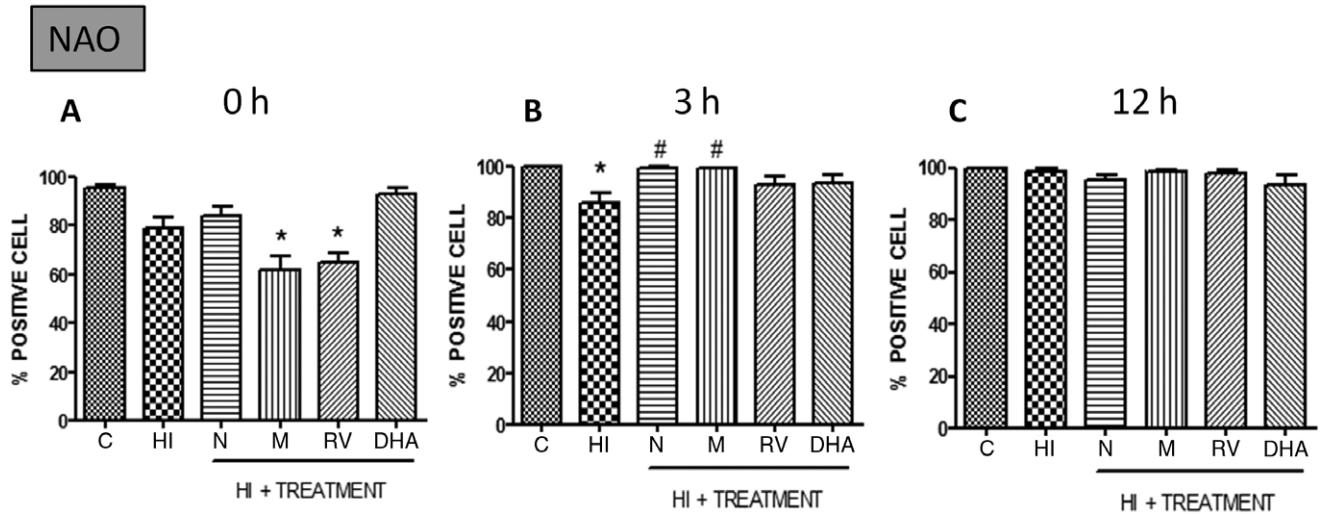 NAO
A 0 h
% POSITIVE CELL
100
80
60
40
20
0
* *
C HI N M RV DHA
HI + TREATMENT
B 3 h
% POSITIVE CELL
100
80
60
40
20
0
* # #
C HI N M RV DHA
HI + TREATMENT
C 12 h
% POSITIVE CELL
100
80
60
40
20
0
C HI N M RV DHA
HI + TREATMENT